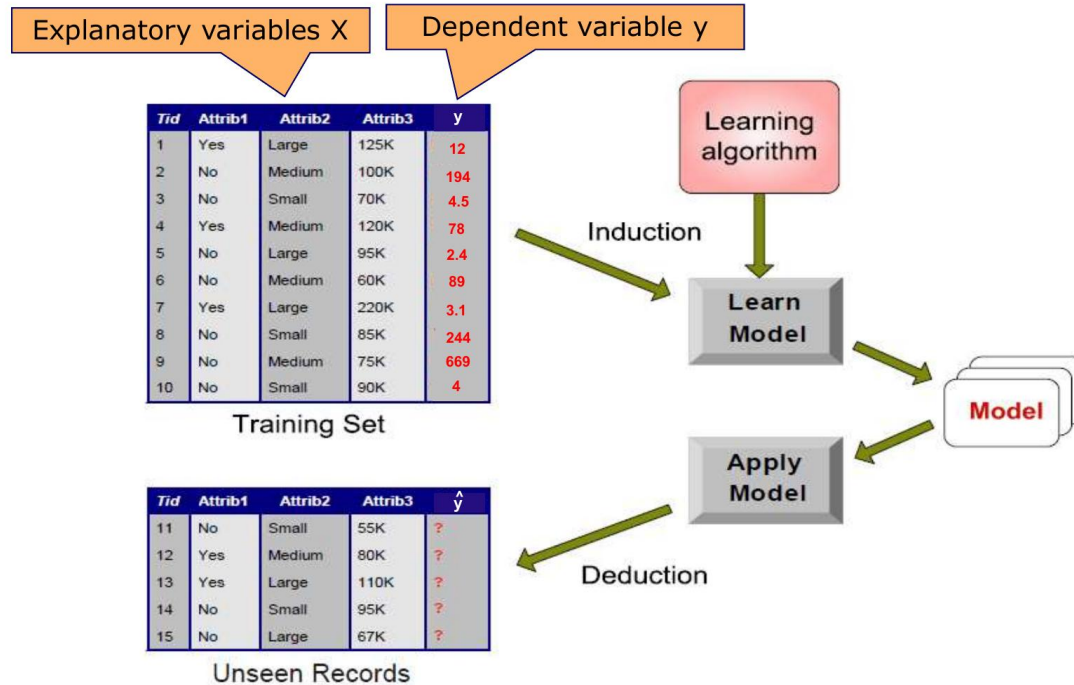 Explanatory variables X
Dependent variable y
Tid Attrib1 Attrib2 Attrib3 y
1 Yes Large 125K 12
2 No Medium 100K 194
3 No Small 70K 4.5
4 Yes Medium 120K 78
5 No Large 95K 2.4
6 No Medium 60K 89
7 Yes Large 220K 3.1
8 No Small 85K 244
9 No Medium 75K 669
10 No Small 90K 4
Training Set
Learning
algorithm
Induction
Learn
Model
Model
Apply
Model
Deduction
Tid Attrib1 Attrib2 Attrib3 ŷ
11 No Small 55K ?
12 Yes Medium 80K ?
13 Yes Large 110K ?
14 No Small 95K ?
15 No Large 67K ?
Unseen Records